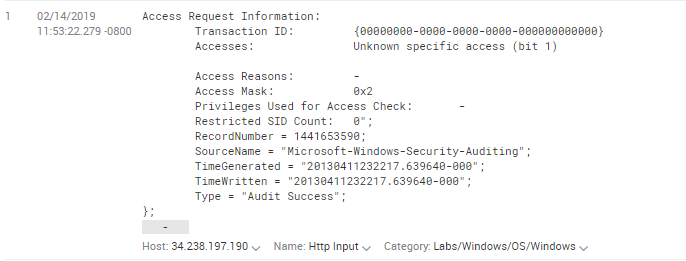 1 02/14/2019 Access Request Information:
11:53:22.279 -0800 Transaction ID: {00000000-0000-0000-0000-000000000000}
Accesses: Unknown specific access (bit 1)
Access Reasons: -
Access Mask: 0x2
Privileges Used for Access Check: -
Restricted SID Count: 0";
RecordNumber = 1441653590;
SourceName = "Microsoft-Windows-Security-Auditing";
TimeGenerated = "20130411232217.639640-000";
TimeWritten = "20130411232217.639640-000";
Type = "Audit Success";
};
-
Host: 34.238.197.190 Name: Http Input Category: Labs/Windows/OS/Windows